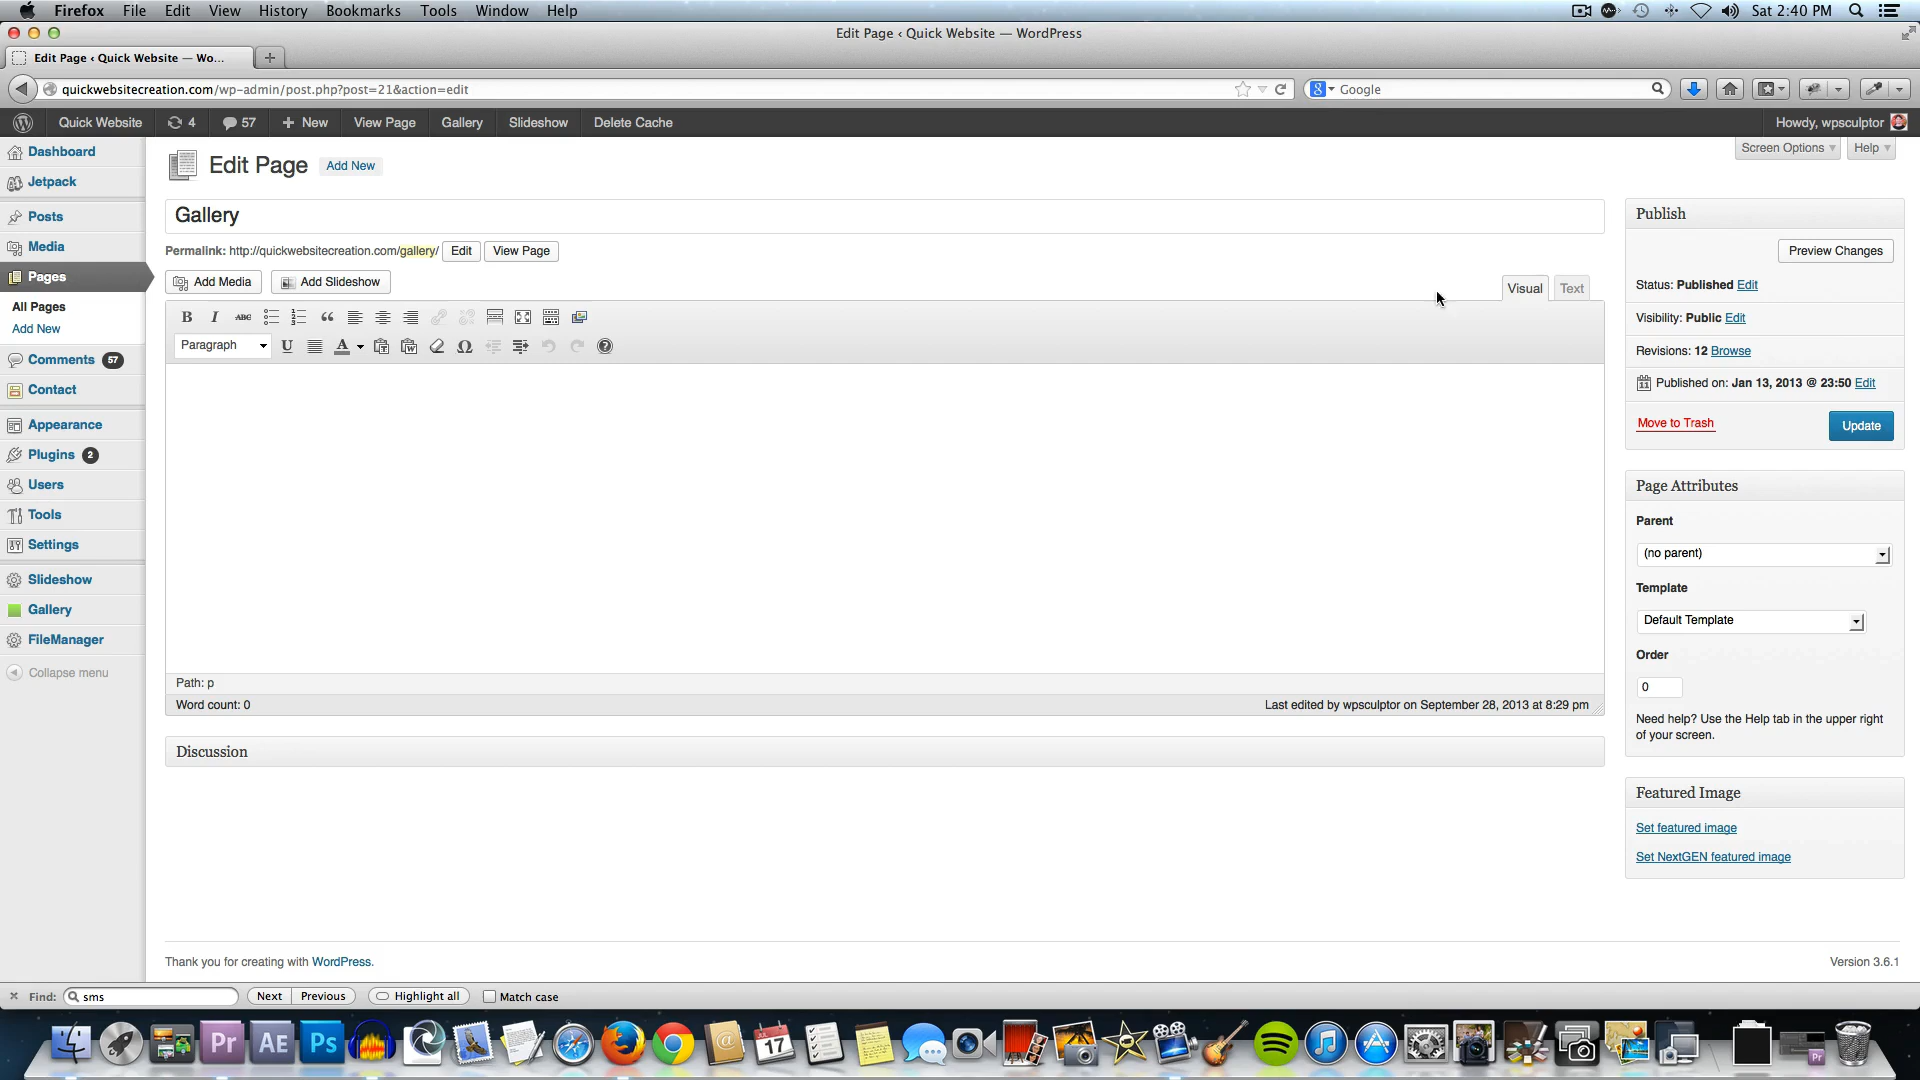 Firefox File Edit View History Bookmarks Tools Window Help Sat 2:40 PM
Edit Page ‹ Quick Website — WordPress
Edit Page ‹ Quick Website — Wo...
quickwebsitecreation.com/wp-admin/post.php?post=21&action=edit Google
Quick Website 4 57 + New View Page Gallery Slideshow Delete Cache Howdy, wpsculptor
Dashboard
Jetpack
Posts
Media
Pages
All Pages
Add New
Comments 57
Contact
Appearance
Plugins 2
Users
Tools
Settings
Slideshow
Gallery
FileManager
Collapse menu
Edit Page Add New
Screen Options Help
Gallery
Permalink: http://quickwebsitecreation.com/gallery/ Edit View Page
Add Media Add Slideshow Visual Text
B I ABC
Paragraph U A Ω
Path: p
Word count: 0 Last edited by wpsculptor on September 28, 2013 at 8:29 pm
Discussion
Publish
Preview Changes
Status: Published Edit
Visibility: Public Edit
Revisions: 12 Browse
11 Published on: Jan 13, 2013 @ 23:50 Edit
Move to Trash Update
Page Attributes
Parent
(no parent)
Template
Default Template
Order
0
Need help? Use the Help tab in the upper right
of your screen.
Featured Image
Set featured image
Set NextGEN featured image
Thank you for creating with WordPress. Version 3.6.1
Find: sms Next Previous Highlight all Match case
Pr AE Ps 17 Pr